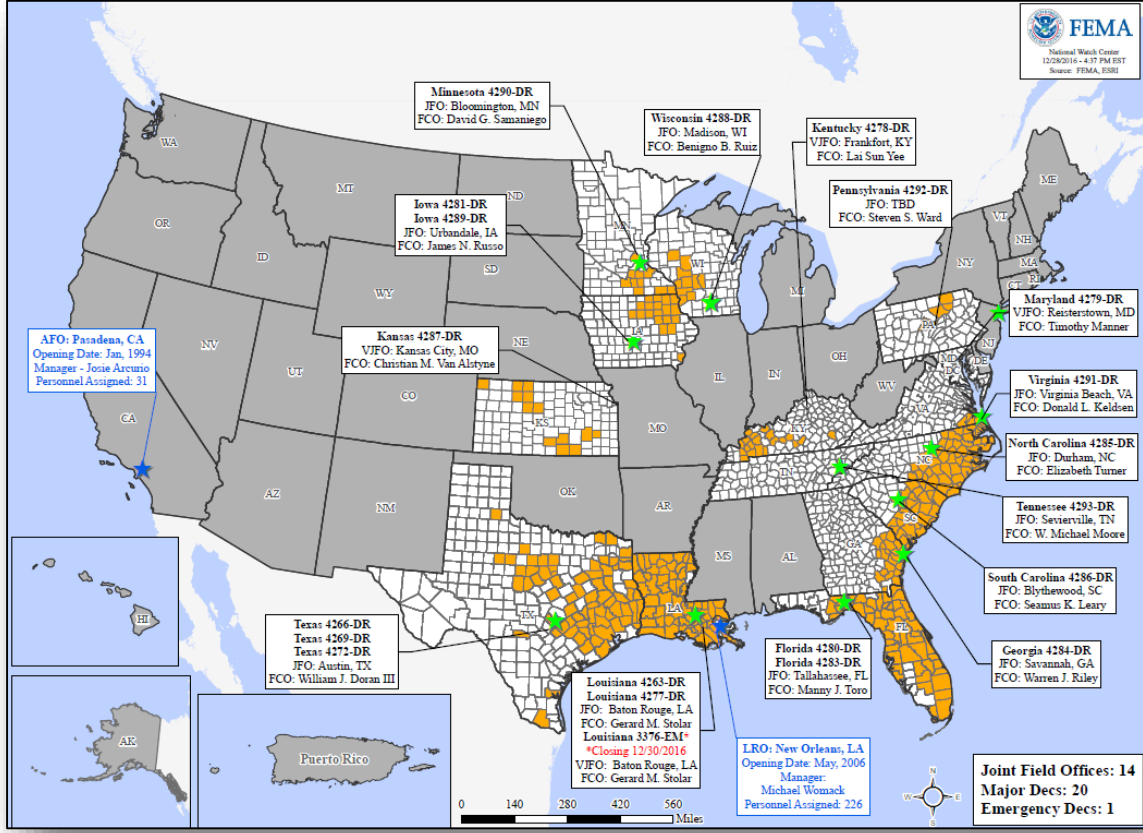 FEMA
National Watch Center
12/28/2016 - 4:37 PM EST
Source: FEMA, ESRI
Minnesota 4290-DR
JFO: Bloomington, MN
FCO: David G. Samaniego
Wisconsin 4288-DR
JFO: Madison, WI
FCO: Benigno B. Ruiz
Kentucky 4278-DR
VJFO: Frankfort, KY
FCO: Lai Sun Yee
Pennsylvania 4292-DR
JFO: TBD
FCO: Steven S. Ward
Iowa 4281-DR
Iowa 4289-DR
JFO: Urbandale, IA
FCO: James N. Russo
Maryland 4279-DR
VJFO: Reisterstown, MD
FCO: Timothy Manner
Kansas 4287-DR
VJFO: Kansas City, MO
FCO: Christian M. Van Alstyne
AFO: Pasadena, CA
Opening Date: Jan, 1994
Manager - Josie Arcurio
Personnel Assigned: 31
Virginia 4291-DR
JFO: Virginia Beach, VA
FCO: Donald L. Keldsen
North Carolina 4285-DR
JFO: Durham, NC
FCO: Elizabeth Turner
Tennessee 4293-DR
JFO: Sevierville, TN
FCO: W. Michael Moore
South Carolina 4286-DR
JFO: Blythewood, SC
FCO: Seamus K. Leary
Georgia 4284-DR
JFO: Savannah, GA
FCO: Warren J. Riley
Texas 4266-DR
Texas 4269-DR
Texas 4272-DR
JFO: Austin, TX
FCO: William J. Doran III
Florida 4280-DR
Florida 4283-DR
JFO: Tallahassee, FL
FCO: Manny J. Toro
Louisiana 4263-DR
Louisiana 4277-DR
JFO: Baton Rouge, LA
FCO: Gerard M. Stolar
Louisiana 3376-EM*
*Closing 12/30/2016
VJFO: Baton Rouge, LA
FCO: Gerard M. Stolar
LRO: New Orleans, LA
Opening Date: May, 2006
Manager:
Michael Womack
Personnel Assigned: 226
Joint Field Offices: 14
Major Decs: 20
Emergency Decs: 1
WA
MT
ND
MN
ME
VT
NH
OR
ID
SD
WI
MI
NY
MA
RI
CT
WY
IA
PA
NJ
NV
NE
OH
MD
DE
DC
UT
CO
IL
IN
WV
VA
CA
KS
MO
KY
NC
TN
AZ
NM
OK
AR
SC
MS
AL
GA
TX
LA
FL
HI
AK
Puerto Rico
N
W
E
S
0
140
280
420
560
Miles